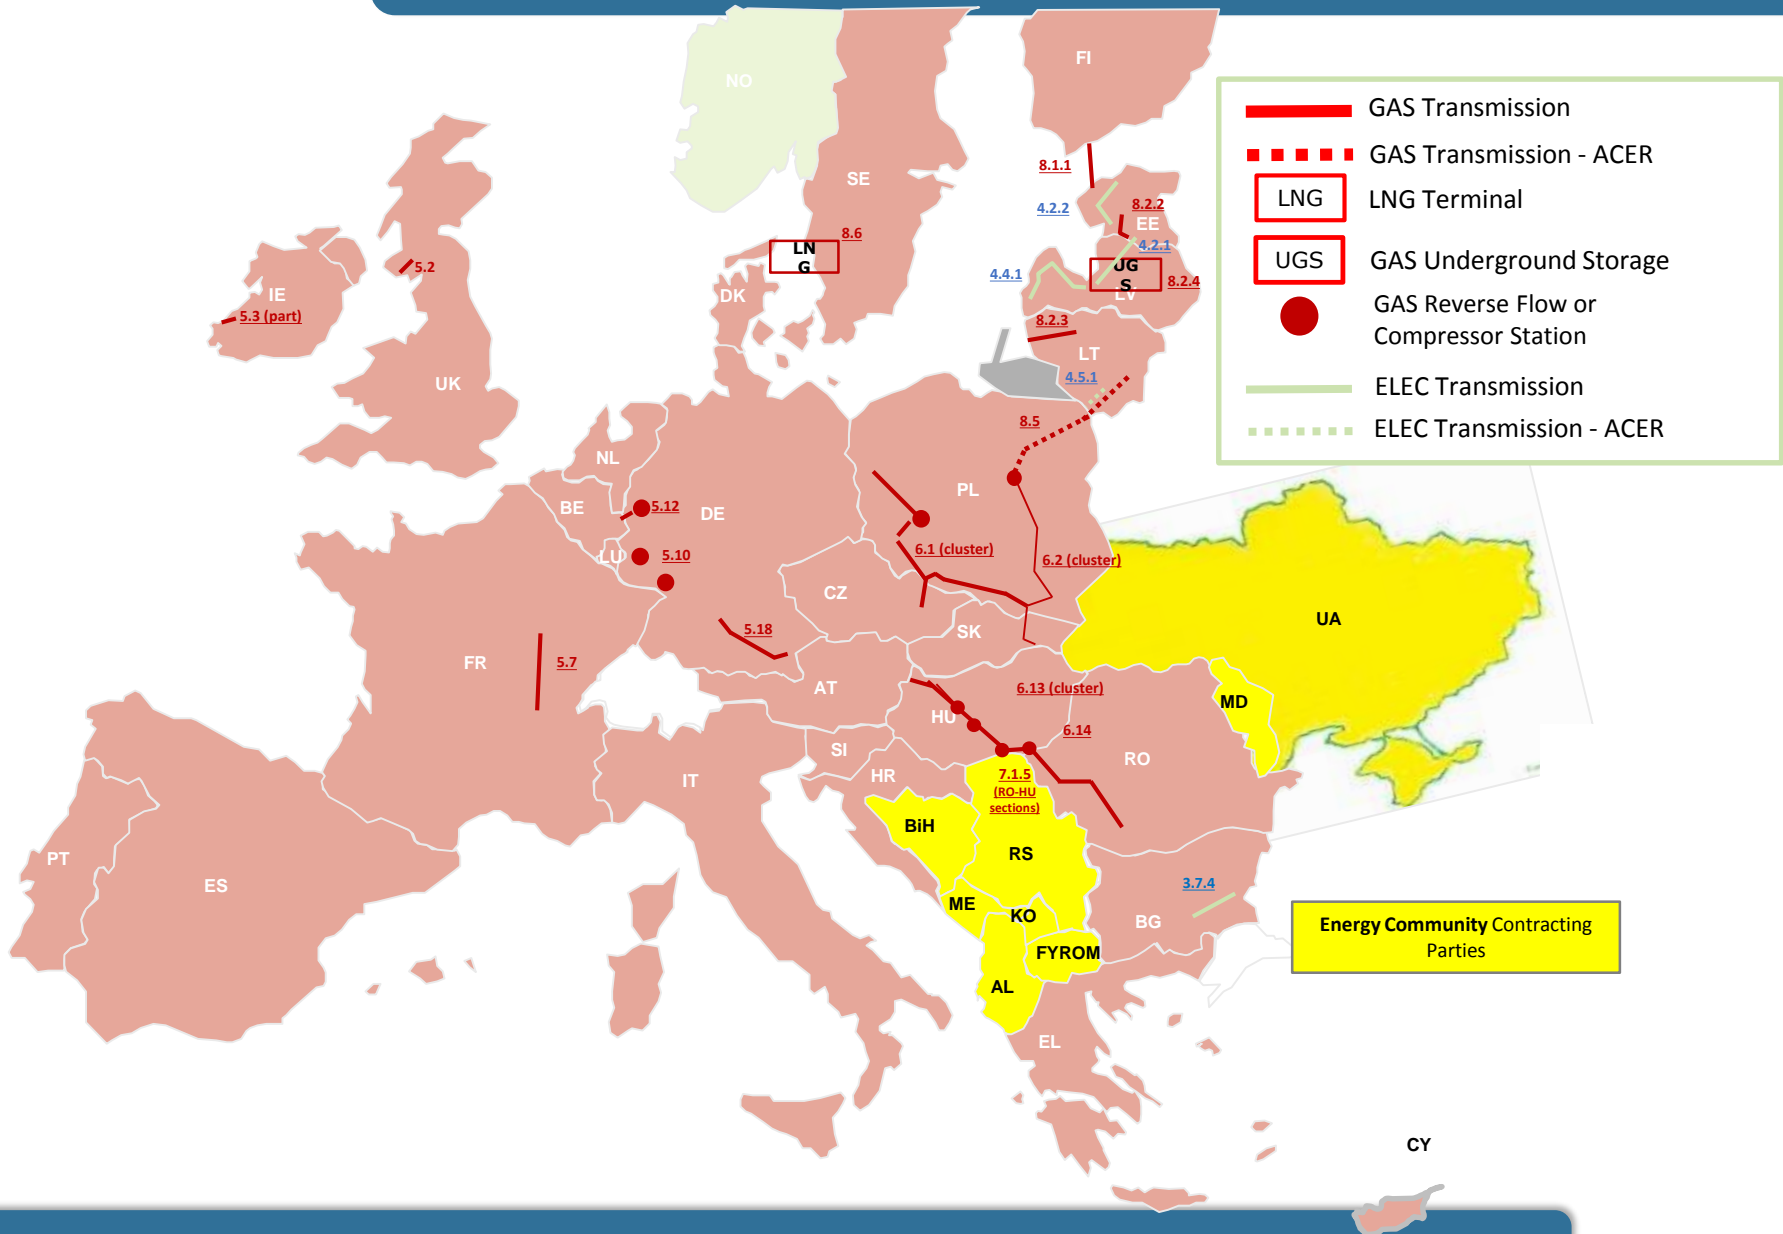 FI
NO
GAS Transmission
GAS Transmission - ACER
LNG
LNG Terminal
UGS
GAS Underground Storage
GAS Reverse Flow or
Compressor Station
ELEC Transmission
ELEC Transmission - ACER
8.1.1
SE
4.2.2
8.2.2
EE
8.6
LN
G
4.2.1
5.2
4.4.1
UG
S
8.2.4
LV
IE
DK
5.3 (part)
8.2.3
LT
UK
4.5.1
8.5
NL
PL
BE
5.12
DE
6.1 (cluster)
LU
5.10
6.2 (cluster)
CZ
UA
5.18
SK
FR
5.7
AT
6.13 (cluster)
MD
HU
6.14
SI
RO
IT
HR
7.1.5
(RO-HU
sections)
BiH
RS
PT
ES
3.7.4
ME
KO
BG
Energy Community Contracting
Parties
FYROM
AL
EL
CY